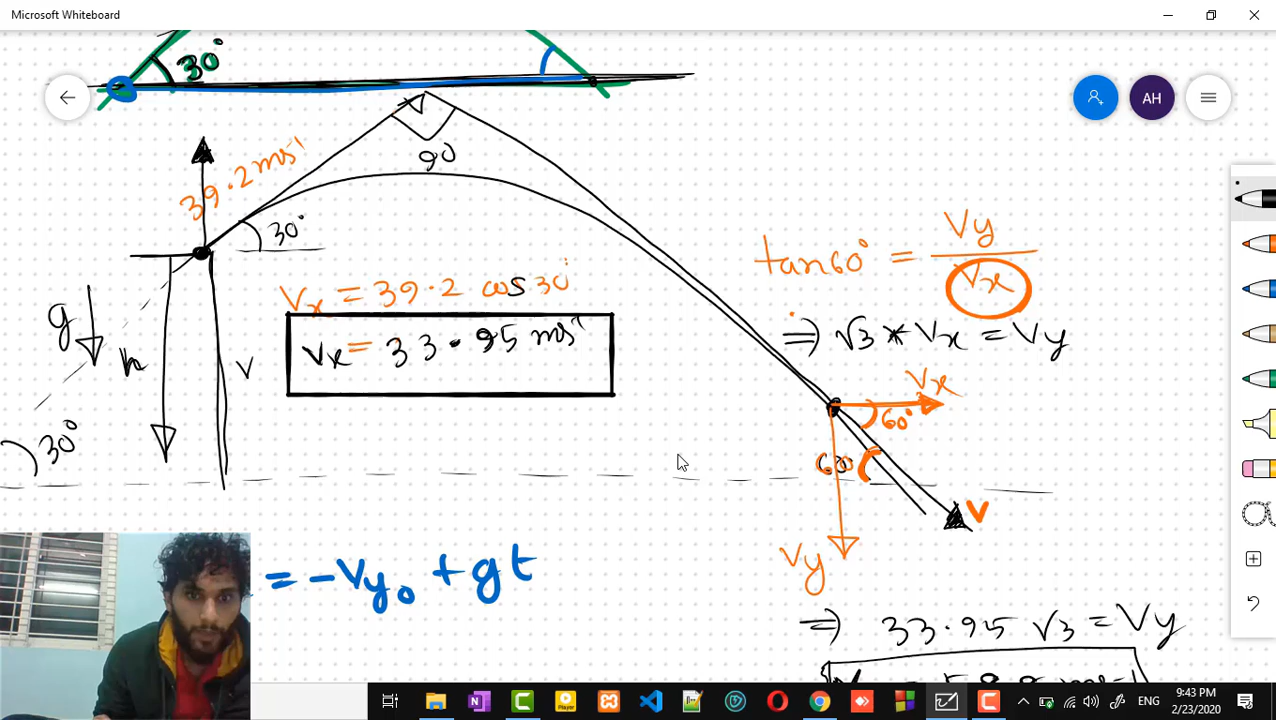 Microsoft Whiteboard
30°
AH
39.2 ms⁻¹
90
30°
tan60° = Vy
Vx
Vx = 39.2 cos 30°
g
Vx = 33.95 ms⁻¹
⇒ √3 * Vx = Vy
h
V
Vx
60°
30°
60
V
= -Vy₀ + gt
Vy
⇒ 33.95 √3 = Vy
Player
ENG
9:43 PM
2/23/2020